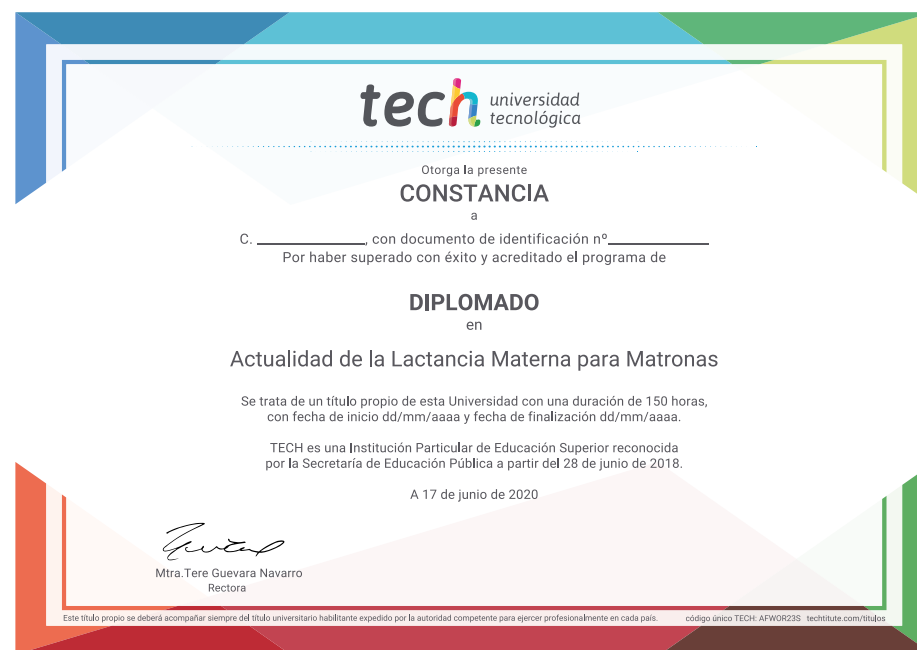 tech universidad
tecnológica
Otorga la presente
CONSTANCIA
a
C. ____________, con documento de identificación nº____________
Por haber superado con éxito y acreditado el programa de
DIPLOMADO
en
Actualidad de la Lactancia Materna para Matronas
Se trata de un título propio de esta Universidad con una duración de 150 horas,
con fecha de inicio dd/mm/aaaa y fecha de finalización dd/mm/aaaa.
TECH es una Institución Particular de Educación Superior reconocida
por la Secretaría de Educación Pública a partir del 28 de junio de 2018.
A 17 de junio de 2020
Mtra.Tere Guevara Navarro
Rectora
Este título propio se deberá acompañar siempre del título universitario habilitante expedido por la autoridad competente para ejercer profesionalmente en cada país. código único TECH: AFWOR23S techtitute.com/titulos